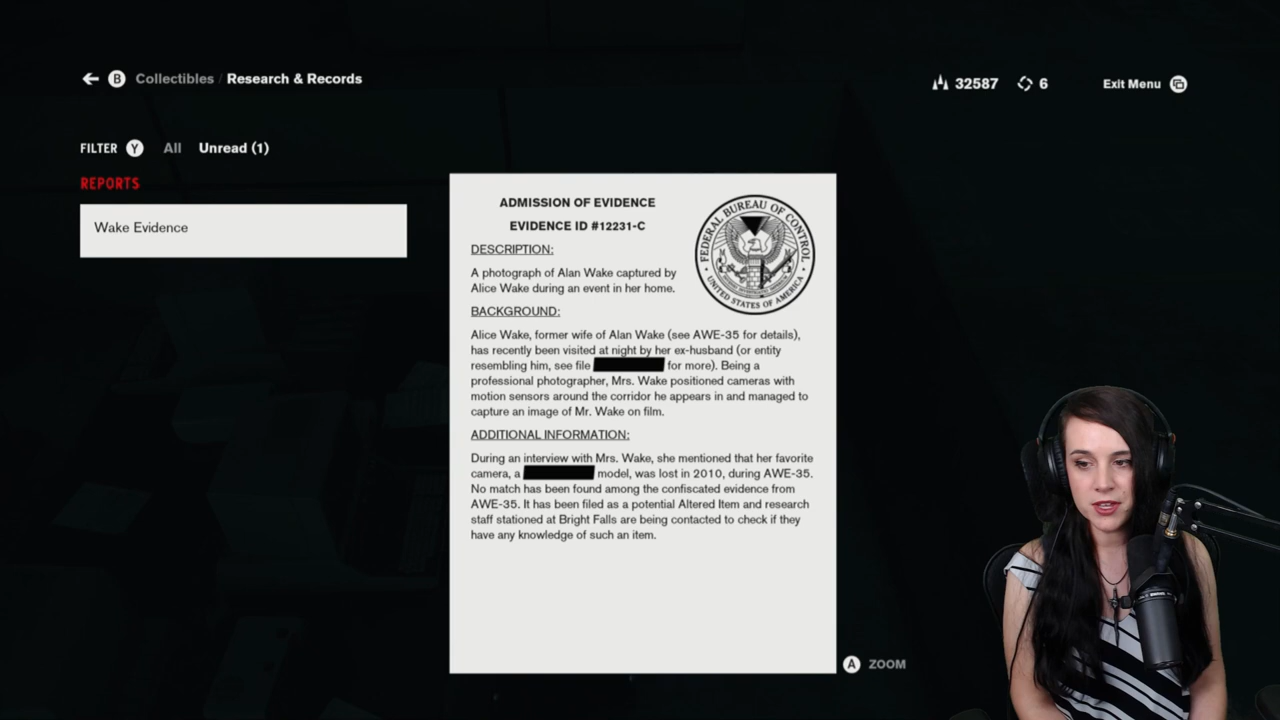 B Collectibles / Research & Records
32587
6
Exit Menu
FILTER Y All Unread (1)
REPORTS
Wake Evidence
ADMISSION OF EVIDENCE
EVIDENCE ID #12231-C
FEDERAL BUREAU OF CONTROL
UNITED STATES OF AMERICA
DESCRIPTION:
A photograph of Alan Wake captured by
Alice Wake during an event in her home.
BACKGROUND:
Alice Wake, former wife of Alan Wake (see AWE-35 for details),
has recently been visited at night by her ex-husband (or entity
resembling him, see file for more). Being a
professional photographer, Mrs. Wake positioned cameras with
motion sensors around the corridor he appears in and managed to
capture an image of Mr. Wake on film.
ADDITIONAL INFORMATION:
During an interview with Mrs. Wake, she mentioned that her favorite
camera, a model, was lost in 2010, during AWE-35.
No match has been found among the confiscated evidence from
AWE-35. It has been filed as a potential Altered Item and research
staff stationed at Bright Falls are being contacted to check if they
have any knowledge of such an item.
A ZOOM